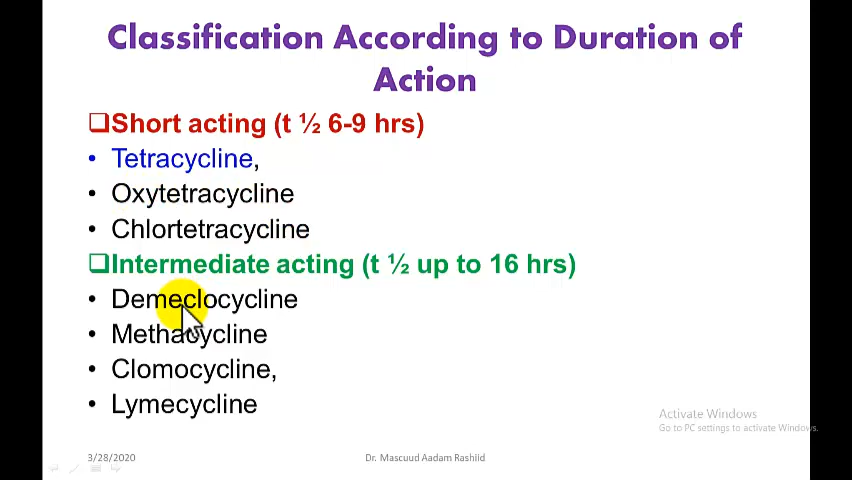 Classification According to Duration of
Action
❑Short acting (t ½ 6-9 hrs)
• Tetracycline,
• Oxytetracycline
• Chlortetracycline
❑Intermediate acting (t ½ up to 16 hrs)
• Demeclocycline
• Methacycline
• Clomocycline,
• Lymecycline
Activate Windows
Go to PC settings to activate Windows.
3/28/2020
Dr. Mascuud Aadam Rashiid